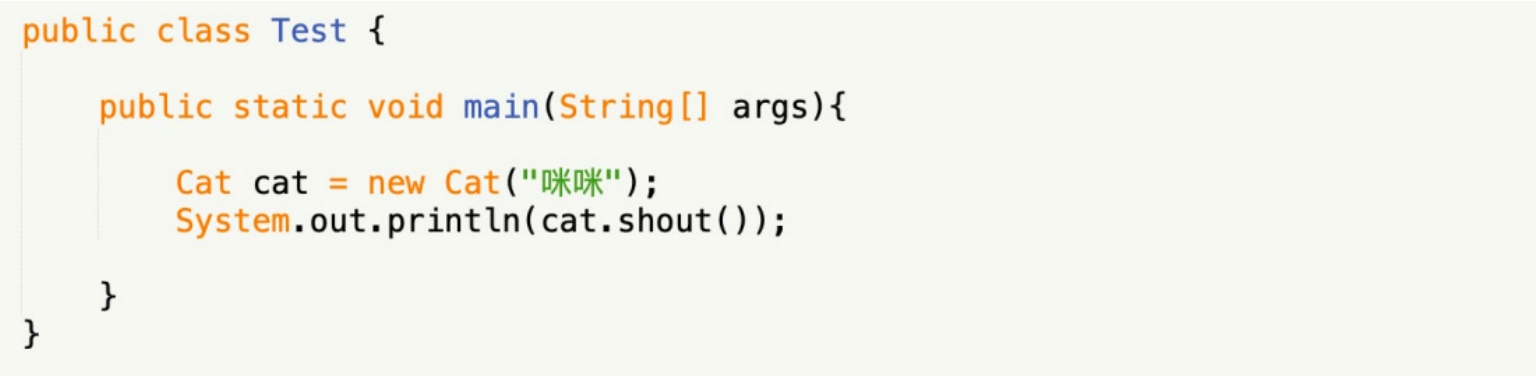 public class Test {
public static void main(String[] args){
Cat cat = new Cat("咪咪");
System.out.println(cat.shout());
}
}